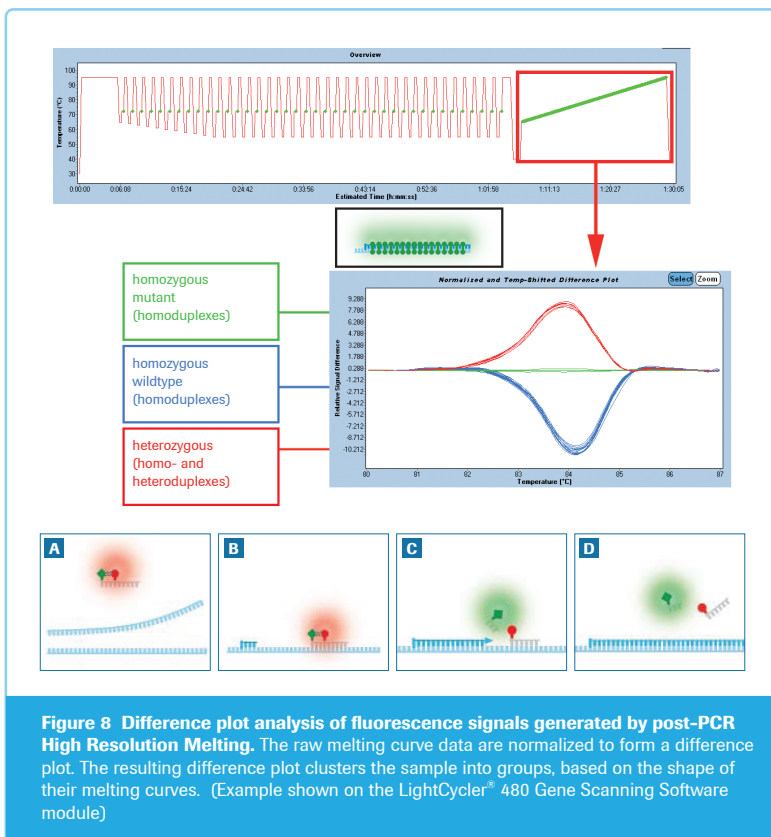 Overview
Temperature (°C)
100
90
80
70
60
50
40
30
0:00:00 0:06:09 0:15:24 0:24:42 0:33:56 0:43:14 0:52:36 1:01:50 1:11:13 1:20:27 1:30:05
Estimated Time (h:mm:ss)
homozygous
mutant
(homoduplexes)
homozygous
wildtype
(homoduplexes)
heterozygous
(homo- and
heteroduplexes)
Normalized and Temp-Shifted Difference Plot
Select Zoom
Relative Signal Difference
9.288
7.788
6.288
4.788
3.288
1.788
0.288
-1.212
-2.712
-4.212
-5.712
-7.212
-8.712
-10.212
80 81 82 83 84 85 86 87
Temperature (°C)
A
B
C
D
Figure 8 Difference plot analysis of fluorescence signals generated by post-PCR
High Resolution Melting. The raw melting curve data are normalized to form a difference
plot. The resulting difference plot clusters the sample into groups, based on the shape of
their melting curves. (Example shown on the LightCycler® 480 Gene Scanning Software
module)